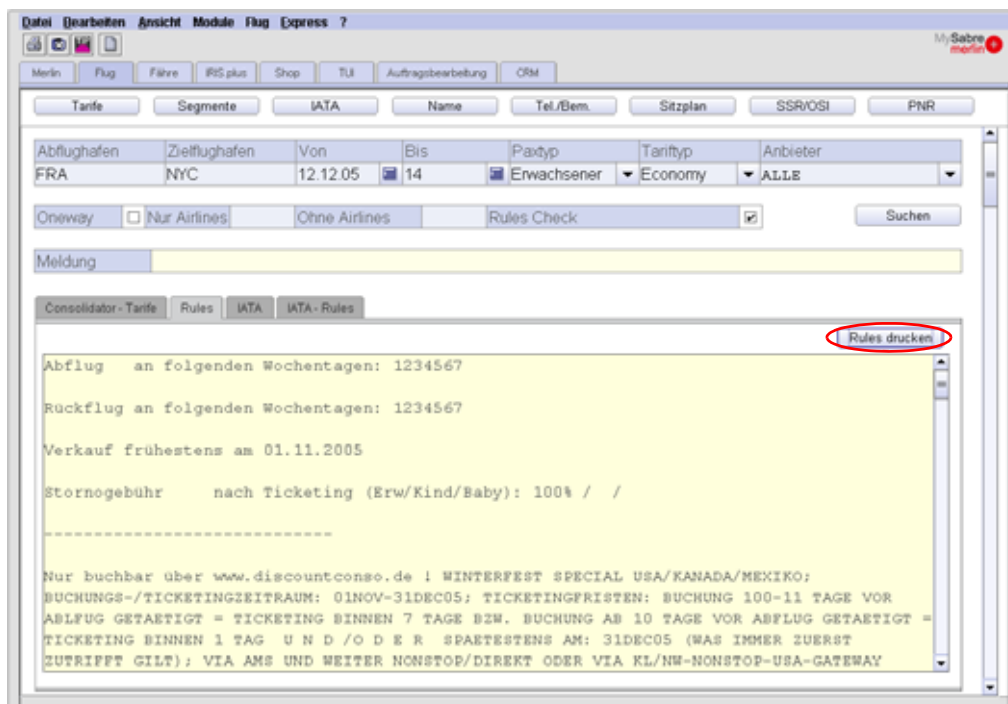 Datei Bearbeiten Ansicht Module Flug Express ?
MySabre
merlin
Merlin Flug Fähre IRIS plus Shop TUI Auftragsbearbeitung CRM
Tarife Segmente IATA Name Tel./Bem. Sitzplan SSR/OSI PNR
Abflughafen Zielflughafen Von Bis Paxtyp Tariftyp Anbieter
FRA NYC 12.12.05 14 Erwachsener Economy ALLE
Oneway Nur Airlines Ohne Airlines Rules Check Suchen
Meldung
Consolidator - Tarife Rules IATA IATA - Rules
Rules drucken
Abflug an folgenden Wochentagen: 1234567
Rückflug an folgenden Wochentagen: 1234567
Verkauf frühestens am 01.11.2005
Stornogebühr nach Ticketing (Erw/Kind/Baby): 100% / /
-----------------------------
Nur buchbar über www.discountconso.de ! WINTERFEST SPECIAL USA/KANADA/MEXIKO;
BUCHUNGS-/TICKETINGZEITRAUM: 01NOV-31DEC05; TICKETINGFRISTEN: BUCHUNG 100-11 TAGE VOR
ABLFUG GETAETIGT = TICKETING BINNEN 7 TAGE BZW. BUCHUNG AB 10 TAGE VOR ABFLUG GETAETIGT =
TICKETING BINNEN 1 TAG U N D /O D E R SPAETESTENS AM: 31DEC05 (WAS IMMER ZUERST
ZUTRIFFT GILT); VIA AMS UND WEITER NONSTOP/DIREKT ODER VIA KL/NW-NONSTOP-USA-GATEWAY